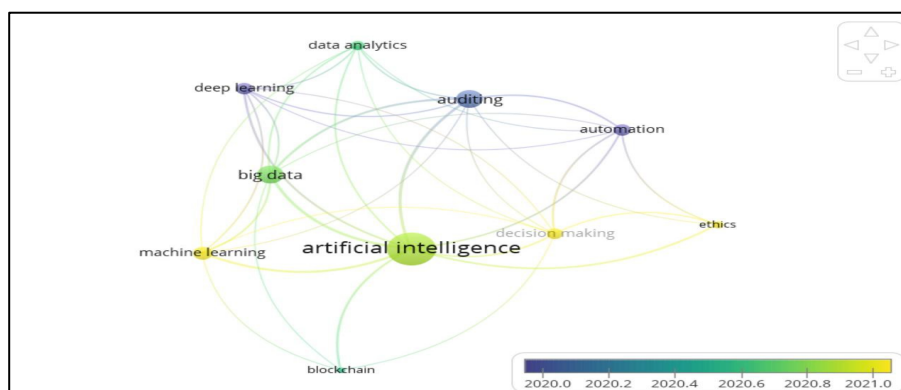 data analytics
deep learning
auditing
automation
big data
ethics
decision making
artificial intelligence
machine learning
blockchain
2020.0 2020.2 2020.4 2020.6 2020.8 2021.0